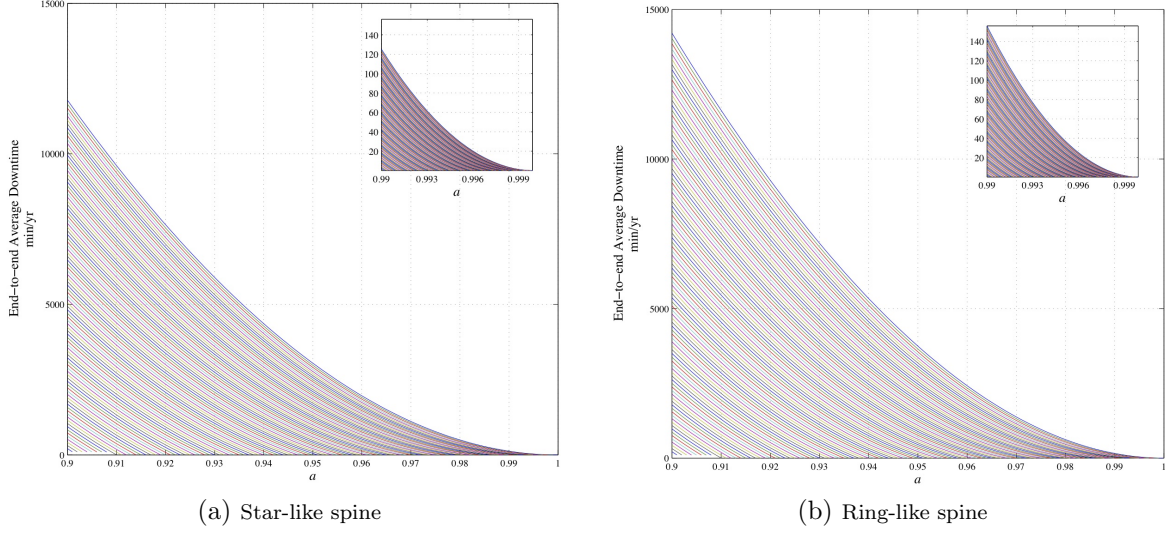 15000
10000
5000
0
End−to−end Average Downtime
min/yr
0.9 0.91 0.92 0.93 0.94 0.95 0.96 0.97 0.98 0.99 1
a
140
120
100
80
60
40
20
0.99 0.993 0.996 0.999
a
(a) Star-like spine
15000
10000
5000
0
End−to−end Average Downtime
min/yr
0.9 0.91 0.92 0.93 0.94 0.95 0.96 0.97 0.98 0.99 1
a
140
120
100
80
60
40
20
0.99 0.993 0.996 0.999
a
(b) Ring-like spine